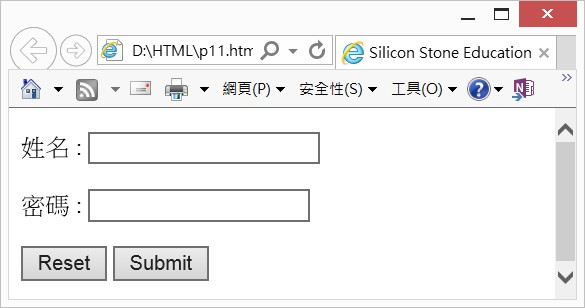 D:\HTML\p11.htm
Silicon Stone Education
網頁(P) 安全性(S) 工具(O)
姓名 :
密碼 :
Reset Submit